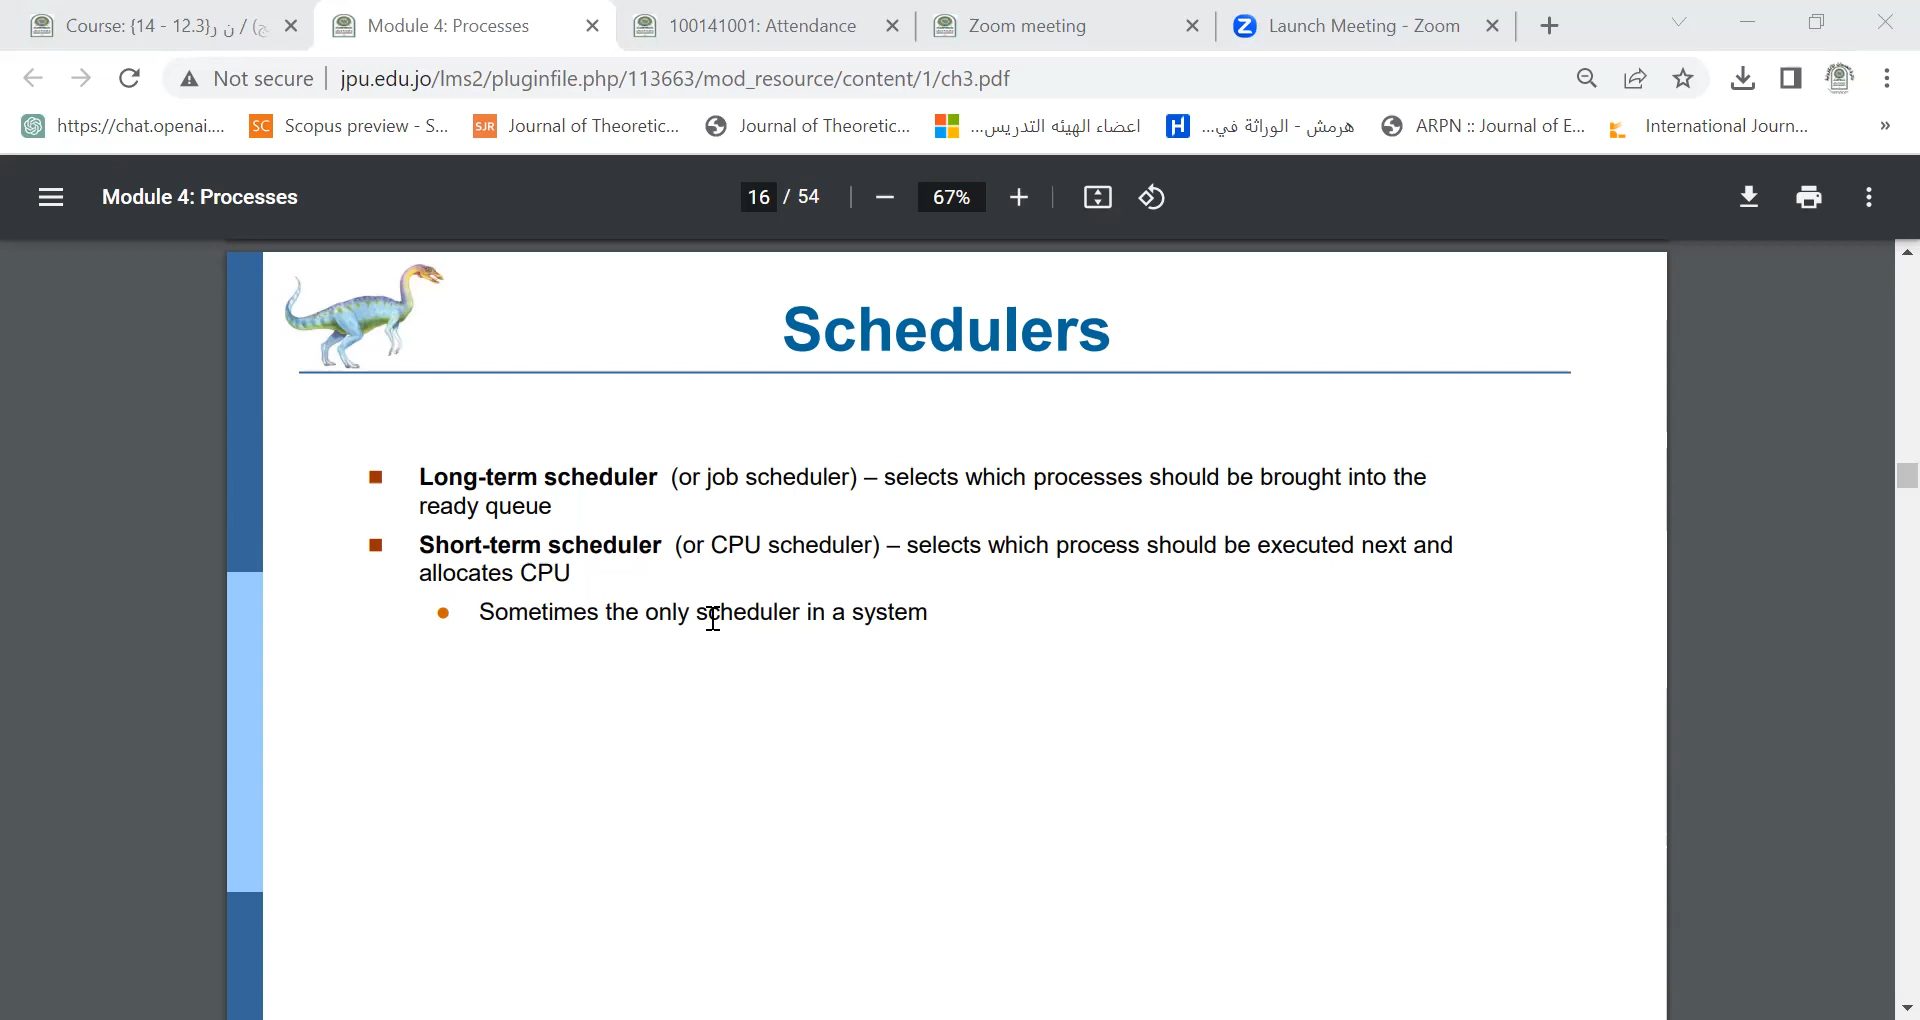 Course: {14 - 12.3}ن ر / (ج
Module 4: Processes
100141001: Attendance
Zoom meeting
Launch Meeting - Zoom
Not secure
jpu.edu.jo/lms2/pluginfile.php/113663/mod_resource/content/1/ch3.pdf
https://chat.openai....
SC
Scopus preview - S...
SJR
Journal of Theoretic...
Journal of Theoretic...
اعضاء الهيئه التدريس...
H
هرمش - الوراثة في...
ARPN :: Journal of E...
International Journ...
»
Module 4: Processes
16 / 54
67%
Schedulers
Long-term scheduler (or job scheduler) – selects which processes should be brought into the
ready queue
Short-term scheduler (or CPU scheduler) – selects which process should be executed next and
allocates CPU
Sometimes the only scheduler in a system